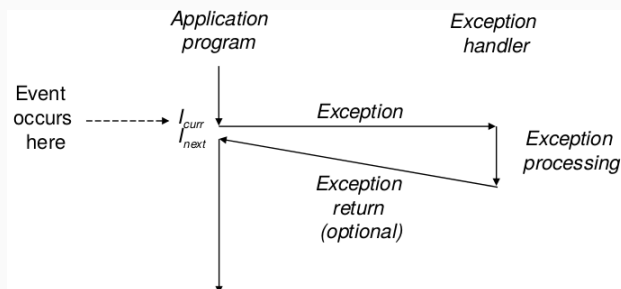 Application
program
Exception
handler
Event
occurs
here
I_curr
I_next
Exception
Exception
processing
Exception
return
(optional)